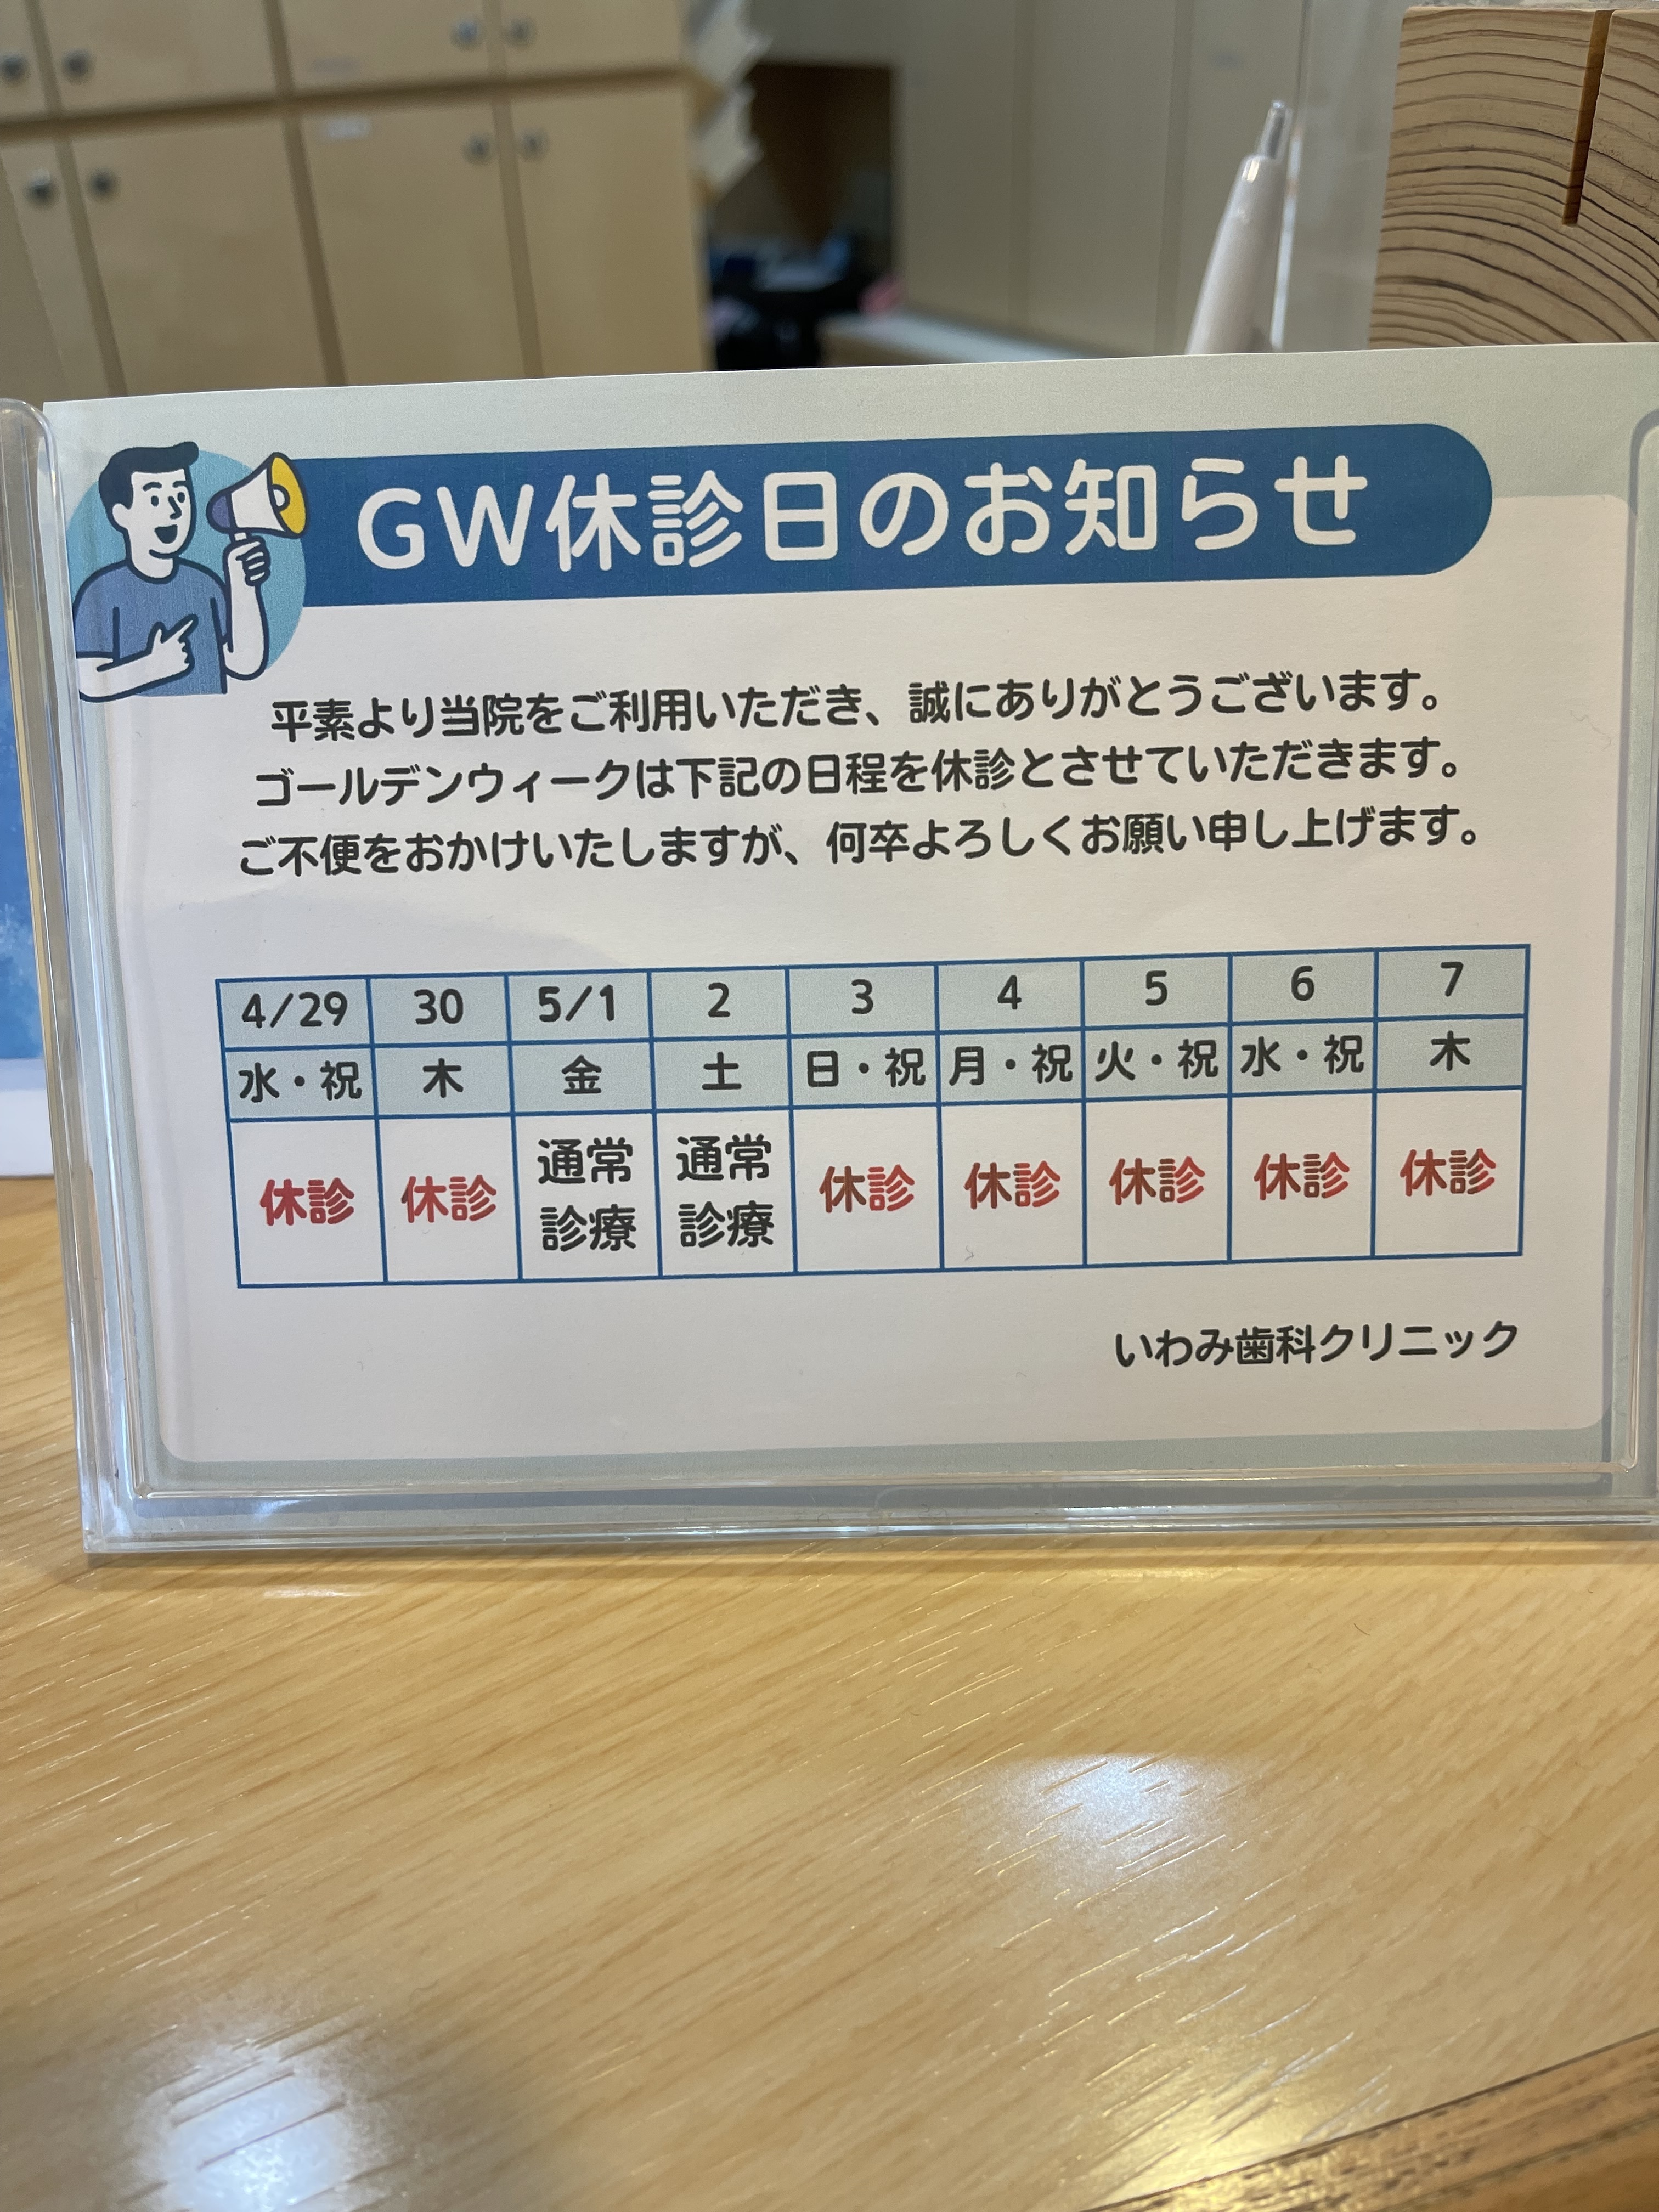 GW休診日のお知らせ
平素より当院をご利用いただき、誠にありがとうございます。
ゴールデンウィークは下記の日程を休診とさせていただきます。
ご不便をおかけいたしますが、何卒よろしくお願い申し上げます。
4/29 30 5/1 2 3 4 5 6 7
水・祝 木 金 土 日・祝 月・祝 火・祝 水・祝 木
休診 休診 通常診療 通常診療 休診 休診 休診 休診 休診
いわみ歯科クリニック